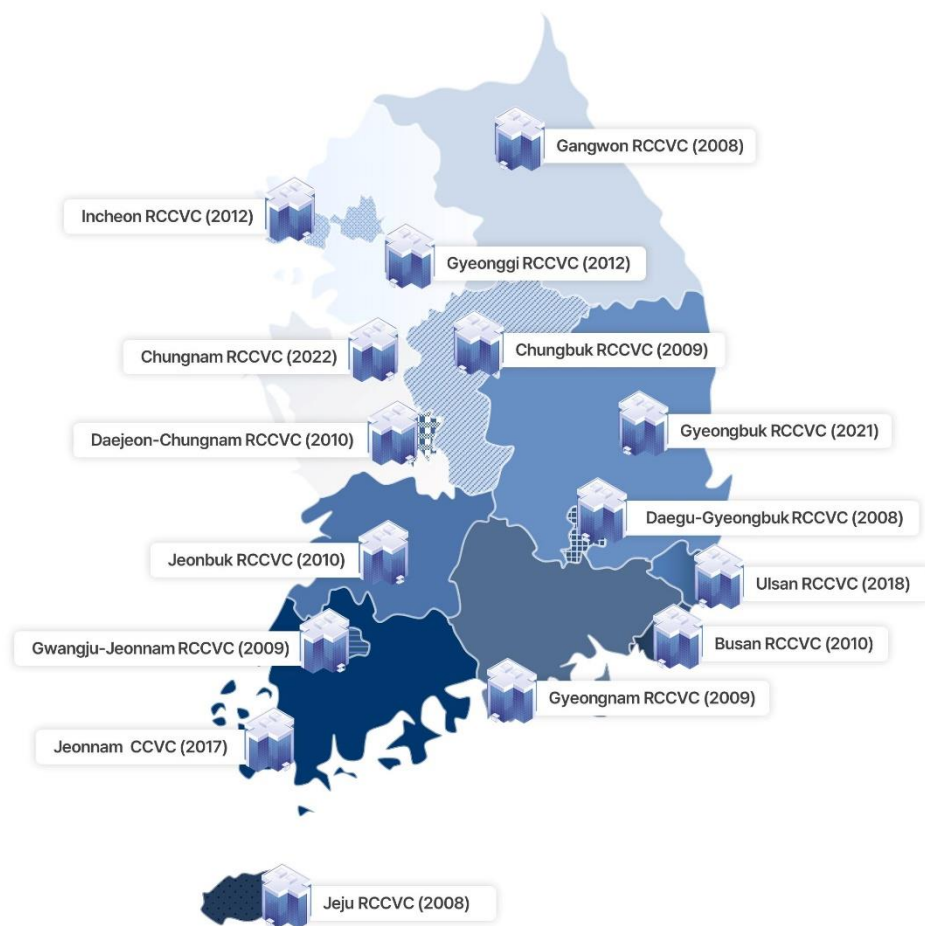 Gangwon RCCVC (2008)
Incheon RCCVC (2012)
Gyeonggi RCCVC (2012)
Chungnam RCCVC (2022)
Chungbuk RCCVC (2009)
Daejeon-Chungnam RCCVC (2010)
Gyeongbuk RCCVC (2021)
Daegu-Gyeongbuk RCCVC (2008)
Jeonbuk RCCVC (2010)
Ulsan RCCVC (2018)
Gwangju-Jeonnam RCCVC (2009)
Busan RCCVC (2010)
Gyeongnam RCCVC (2009)
Jeonnam CCVC (2017)
Jeju RCCVC (2008)